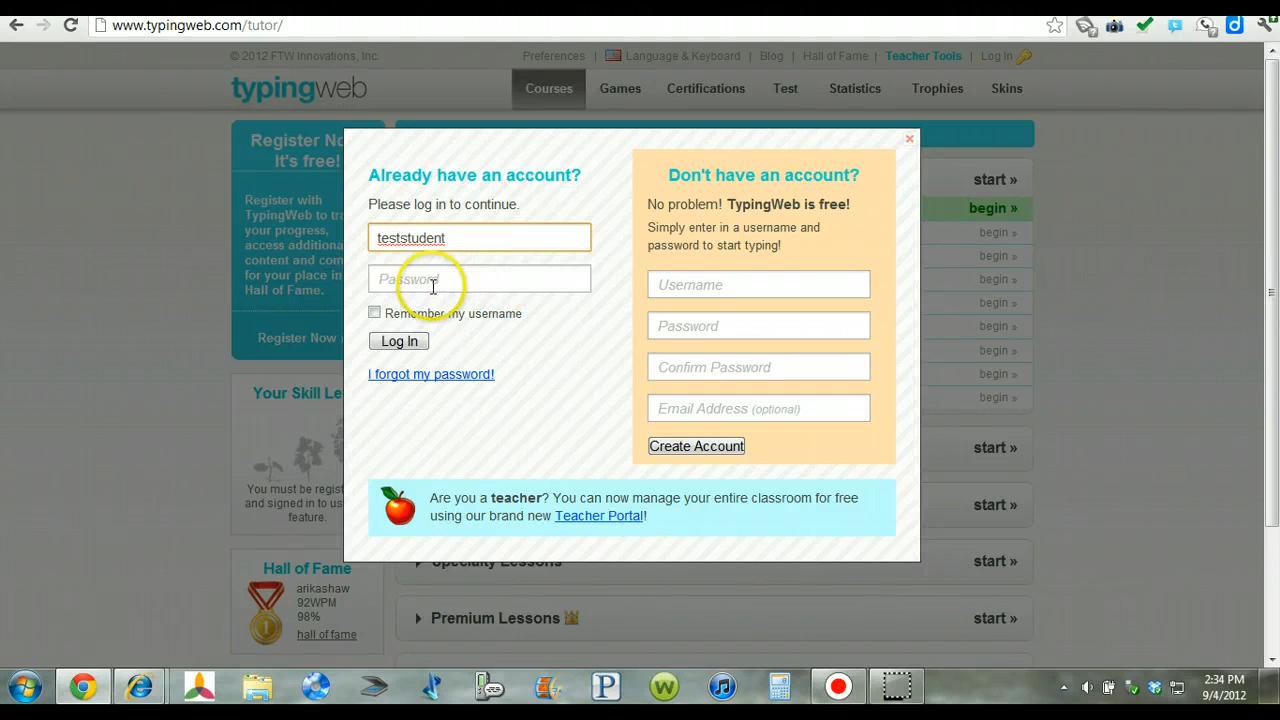 www.typingweb.com/tutor/
© 2012 FTW Innovations, Inc.
Preferences
Language & Keyboard
Blog
Hall of Fame
Teacher Tools
Log In
typingweb
Courses
Games
Certifications
Test
Statistics
Trophies
Skins
Register
It's free!
Register with
TypingWeb to
your progress,
access
content and
for your place in
Hall of Fame.
Register Now
Your Skill
You must be
and signed in to
feature.
Hall of Fame
arikashaw
92WPM
98%
hall of fame
Already have an account?
Please log in to continue.
teststudent
Password
Remember my username
Log In
I forgot my password!
Don't have an account?
No problem! TypingWeb is free!
Simply enter in a username and
password to start typing!
Username
Password
Confirm Password
Email Address (optional)
Create Account
Are you a teacher? You can now manage your entire classroom for free
using our brand new Teacher Portal!
start »
begin »
begin »
begin »
begin »
begin »
begin »
begin »
begin »
start »
start »
Specialty Lessons
start »
Premium Lessons
start »
2:34 PM
9/4/2012